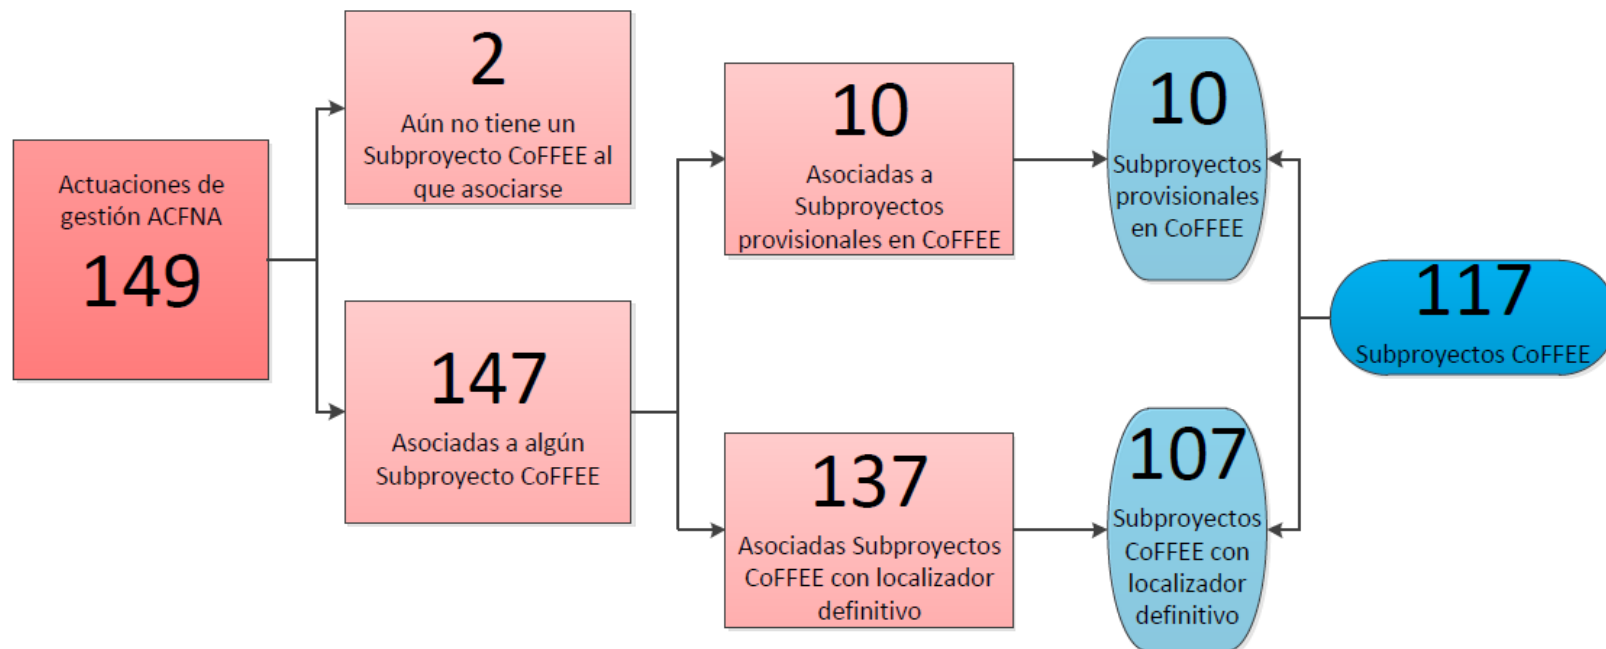 Actuaciones de
gestión ACFNA
149
2
Aún no tiene un
Subproyecto CoFFEE al
que asociarse
147
Asociadas a algún
Subproyecto CoFFEE
10
Asociadas a
Subproyectos
provisionales en CoFFEE
137
Asociadas Subproyectos
CoFFEE con localizador
definitivo
10
Subproyectos
provisionales
en CoFFEE
107
Subproyectos
CoFFEE con
localizador
definitivo
117
Subproyectos CoFFEE